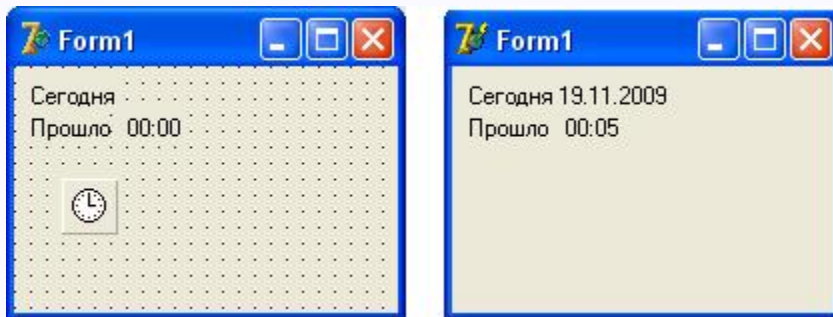 Form1
Сегодня
Прошло 00:00
Form1
Сегодня 19.11.2009
Прошло 00:05